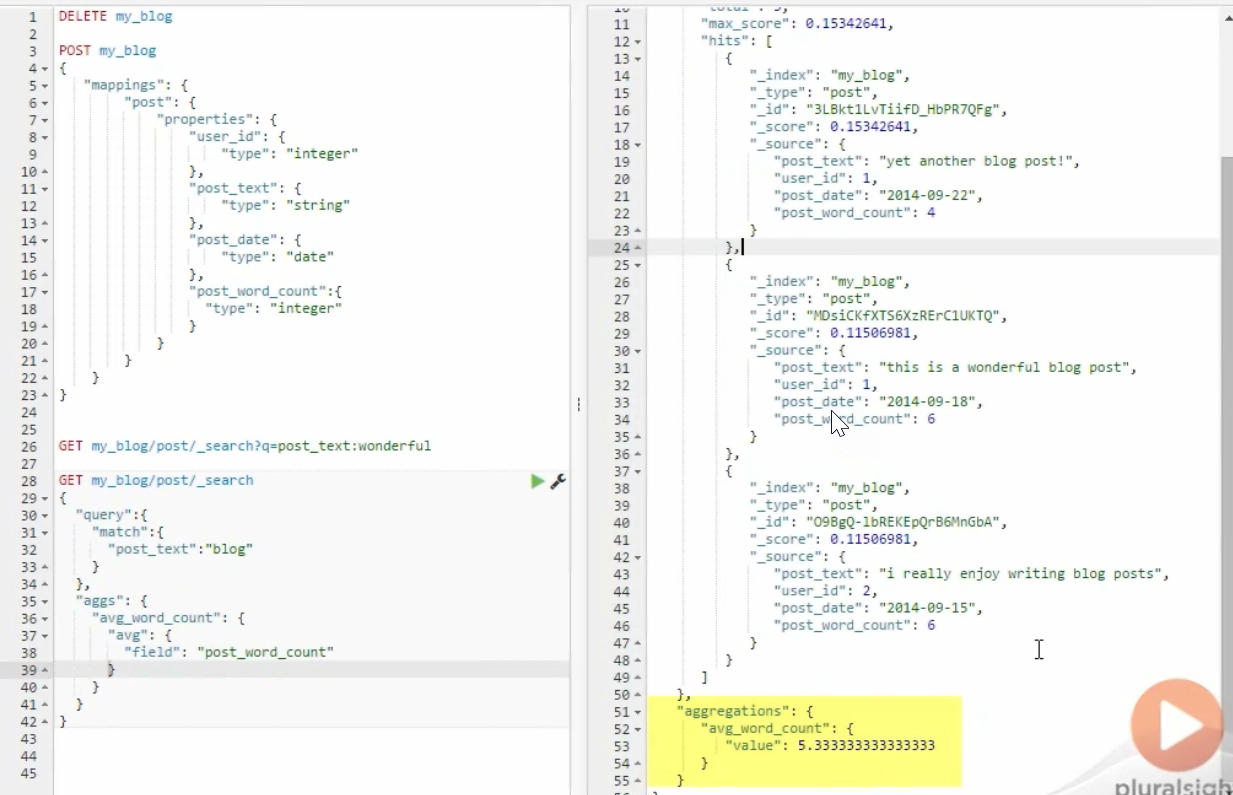 1 DELETE my_blog
2
3 POST my_blog
4 {
5 "mappings": {
6 "post": {
7 "properties": {
8 "user_id": {
9 "type": "integer"
10 },
11 "post_text": {
12 "type": "string"
13 },
14 "post_date": {
15 "type": "date"
16 },
17 "post_word_count":{
18 "type": "integer"
19 }
20 }
21 }
22 }
23 }
24
25
26 GET my_blog/post/_search?q=post_text:wonderful
27
28 GET my_blog/post/_search
29 {
30 "query":{
31 "match":{
32 "post_text":"blog"
33 }
34 },
35 "aggs": {
36 "avg_word_count": {
37 "avg": {
38 "field": "post_word_count"
39 }
40 }
41 }
42 }
43
44
45
10 "total": 3,
11 "max_score": 0.15342641,
12 "hits": [
13 {
14 "_index": "my_blog",
15 "_type": "post",
16 "_id": "3LBkt1LvTiifD_HbPR7QFg",
17 "_score": 0.15342641,
18 "_source": {
19 "post_text": "yet another blog post!",
20 "user_id": 1,
21 "post_date": "2014-09-22",
22 "post_word_count": 4
23 }
24 },
25 {
26 "_index": "my_blog",
27 "_type": "post",
28 "_id": "MDsiCKfXTS6XzRErC1UKTQ",
29 "_score": 0.11506981,
30 "_source": {
31 "post_text": "this is a wonderful blog post",
32 "user_id": 1,
33 "post_date": "2014-09-18",
34 "post_word_count": 6
35 }
36 },
37 {
38 "_index": "my_blog",
39 "_type": "post",
40 "_id": "O9BgQ-lbREKEpQrB6MnGbA",
41 "_score": 0.11506981,
42 "_source": {
43 "post_text": "i really enjoy writing blog posts",
44 "user_id": 2,
45 "post_date": "2014-09-15",
46 "post_word_count": 6
47 }
48 }
49 ]
50 },
51 "aggregations": {
52 "avg_word_count": {
53 "value": 5.333333333333333
54 }
55 }
pluralsigh